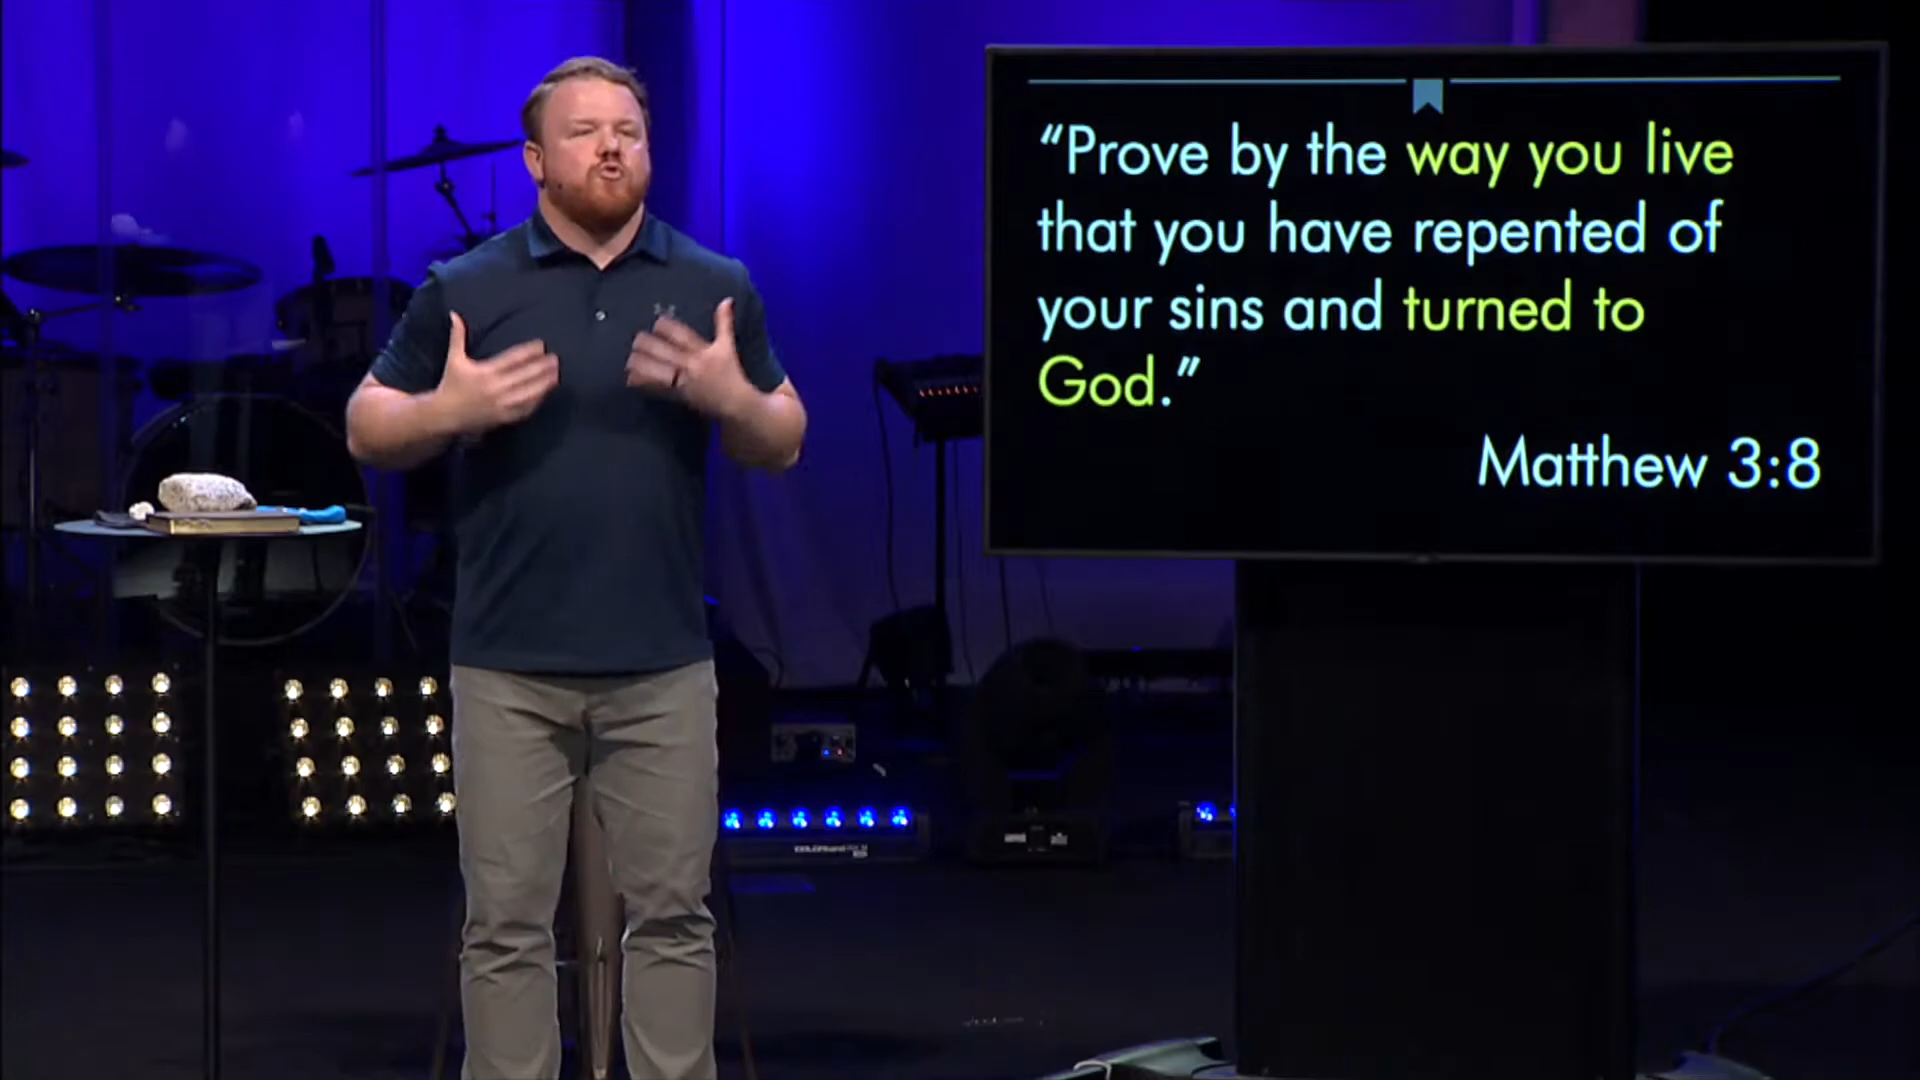 “Prove by the way you live
that you have repented of
your sins and turned to
God.”
Matthew 3:8